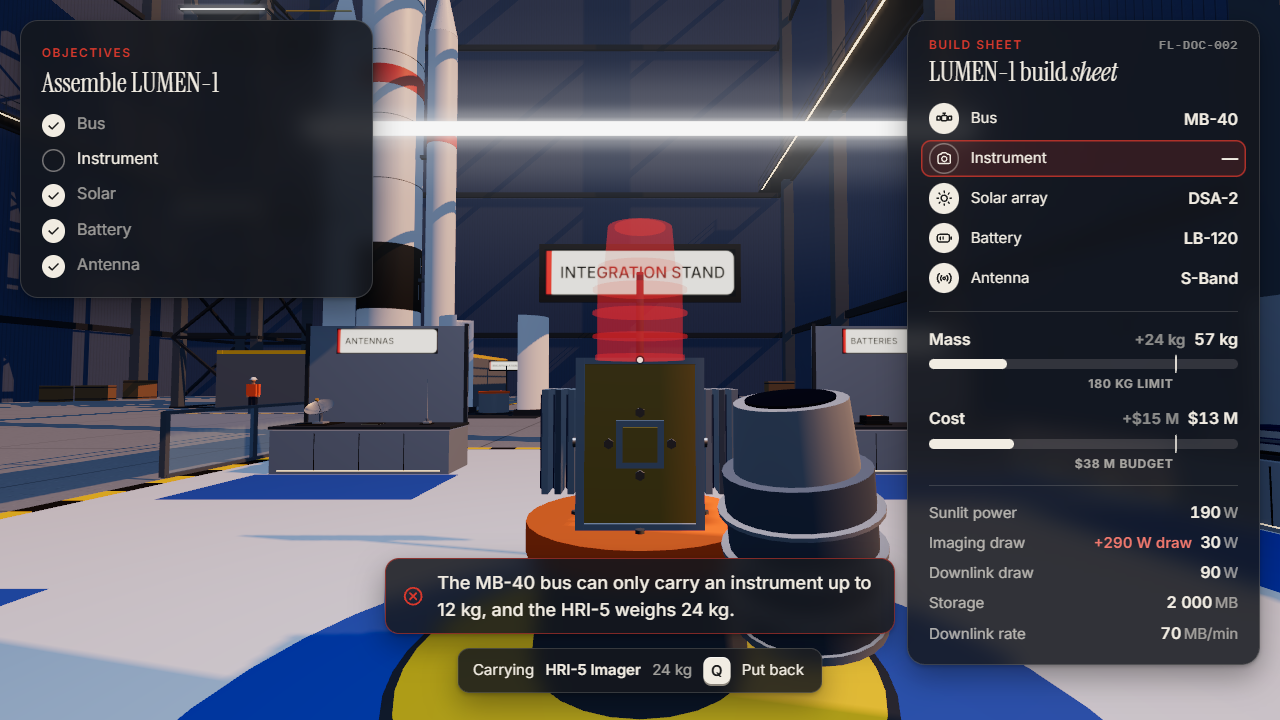 OBJECTIVES
Assemble LUMEN-1
Bus
Instrument
Solar
Battery
Antenna
INTEGRATION STAND
ANTENNAS
BATTERIES
BUILD SHEET FL-DOC-002
LUMEN-1 build sheet
Bus MB-40
Instrument —
Solar array DSA-2
Battery LB-120
Antenna S-Band
Mass +24 kg 57 kg
180 KG LIMIT
Cost +$15 M $13 M
$38 M BUDGET
Sunlit power 190 W
Imaging draw +290 W draw 30 W
Downlink draw 90 W
Storage 2 000 MB
Downlink rate 70 MB/min
The MB-40 bus can only carry an instrument up to
12 kg, and the HRI-5 weighs 24 kg.
Carrying HRI-5 Imager 24 kg Q Put back